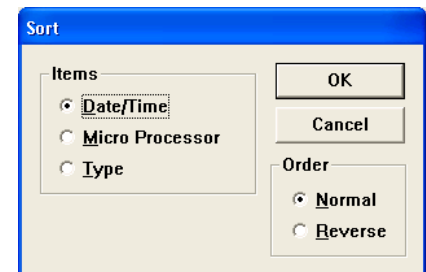 Sort
Items
Date/Time
Micro Processor
Type
OK
Cancel
Order
Normal
Reverse